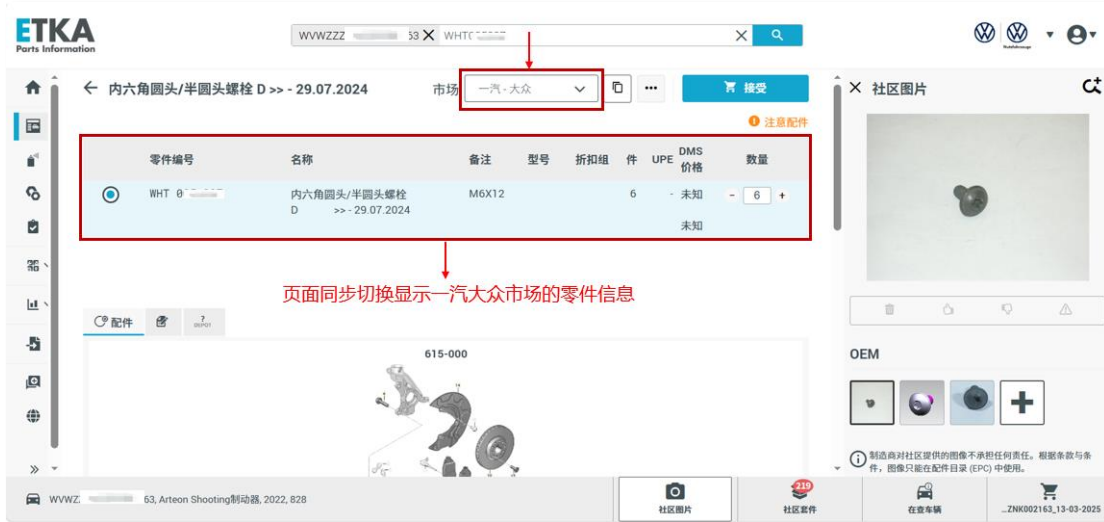 ETKA
Parts Information
WVWZZZ 53 WHT
内六角圆头/半圆头螺栓 D >> - 29.07.2024
市场
一汽 - 大众
接受
社区图片
注意配件
零件编号 名称 备注 型号 折扣组 件 UPE DMS 价格 数量
WHT 0
内六角圆头/半圆头螺栓
D >> - 29.07.2024
M6X12
6
- 未知
- 6 +
未知
页面同步切换显示一汽大众市场的零件信息
配件
?
DEPOT
615-000
OEM
制造商对社区提供的图像不承担任何责任。根据条款与条
件，图像只能在配件目录 (EPC) 中使用。
WVWZ 63, Arteon Shooting制动器, 2022, 828
社区图片
219
社区套件
在查车辆
...ZNK002163_13-03-2025